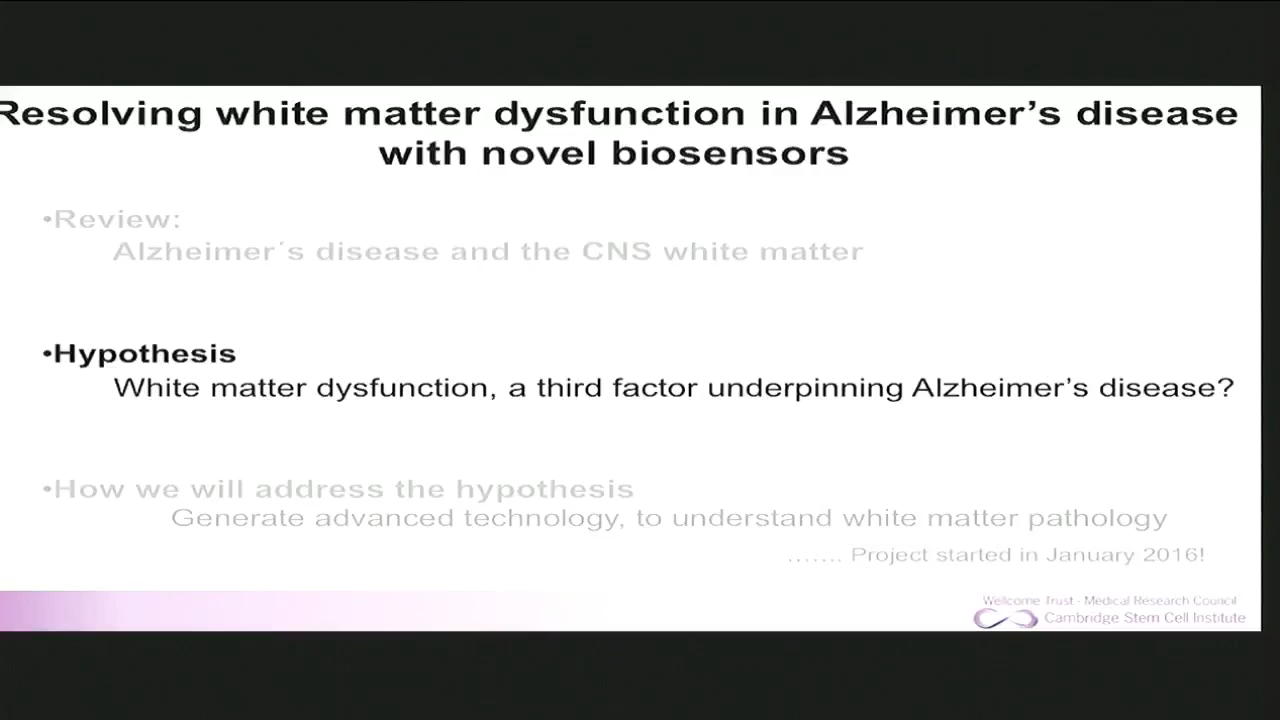 Resolving white matter dysfunction in Alzheimer’s disease
with novel biosensors
•Review:
Alzheimer´s disease and the CNS white matter
•Hypothesis
White matter dysfunction, a third factor underpinning Alzheimer’s disease?
•How we will address the hypothesis
Generate advanced technology, to understand white matter pathology
....... Project started in January 2016!
Wellcome Trust - Medical Research Council
Cambridge Stem Cell Institute